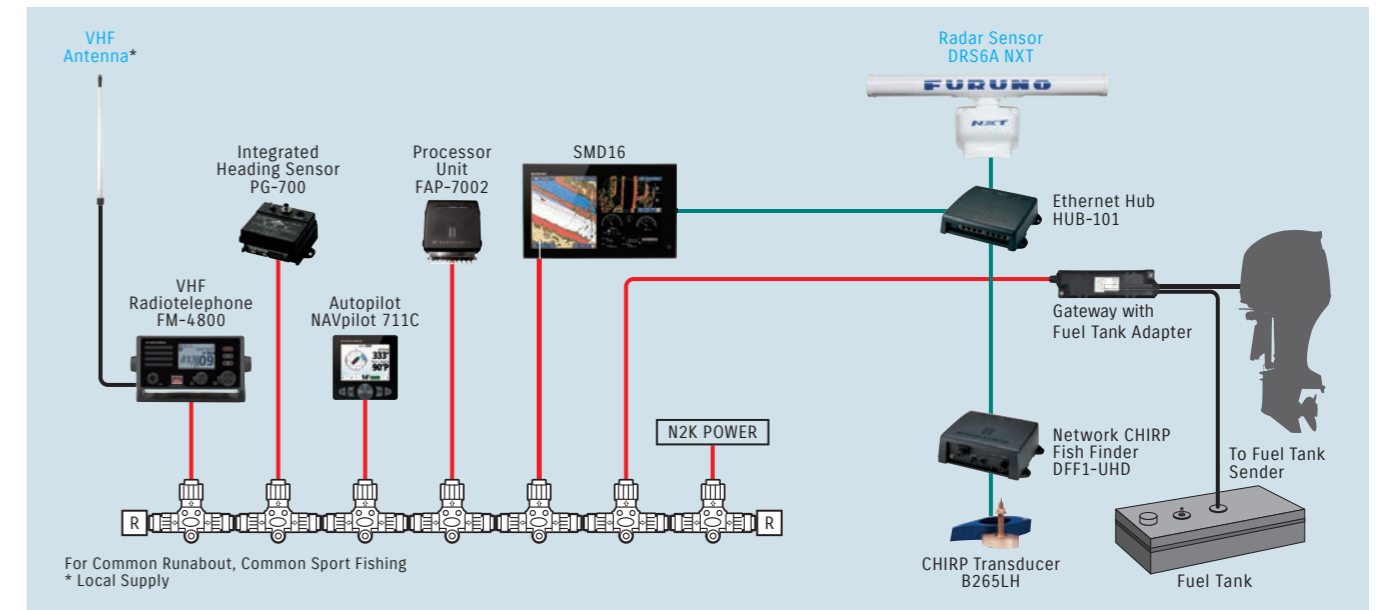 VHF
Antenna*
Radar Sensor
DRS6A NXT
FURUNO
NXT
Integrated
Heading Sensor
PG-700
Processor
Unit
FAP-7002
SMD16
Ethernet Hub
HUB-101
VHF
Radiotelephone
FM-4800
Autopilot
NAVpilot 711C
Gateway with
Fuel Tank Adapter
333°
90°P
N2K POWER
Network CHIRP
Fish Finder
DFF1-UHD
To Fuel Tank
Sender
R
R
For Common Runabout, Common Sport Fishing
* Local Supply
CHIRP Transducer
B265LH
Fuel Tank